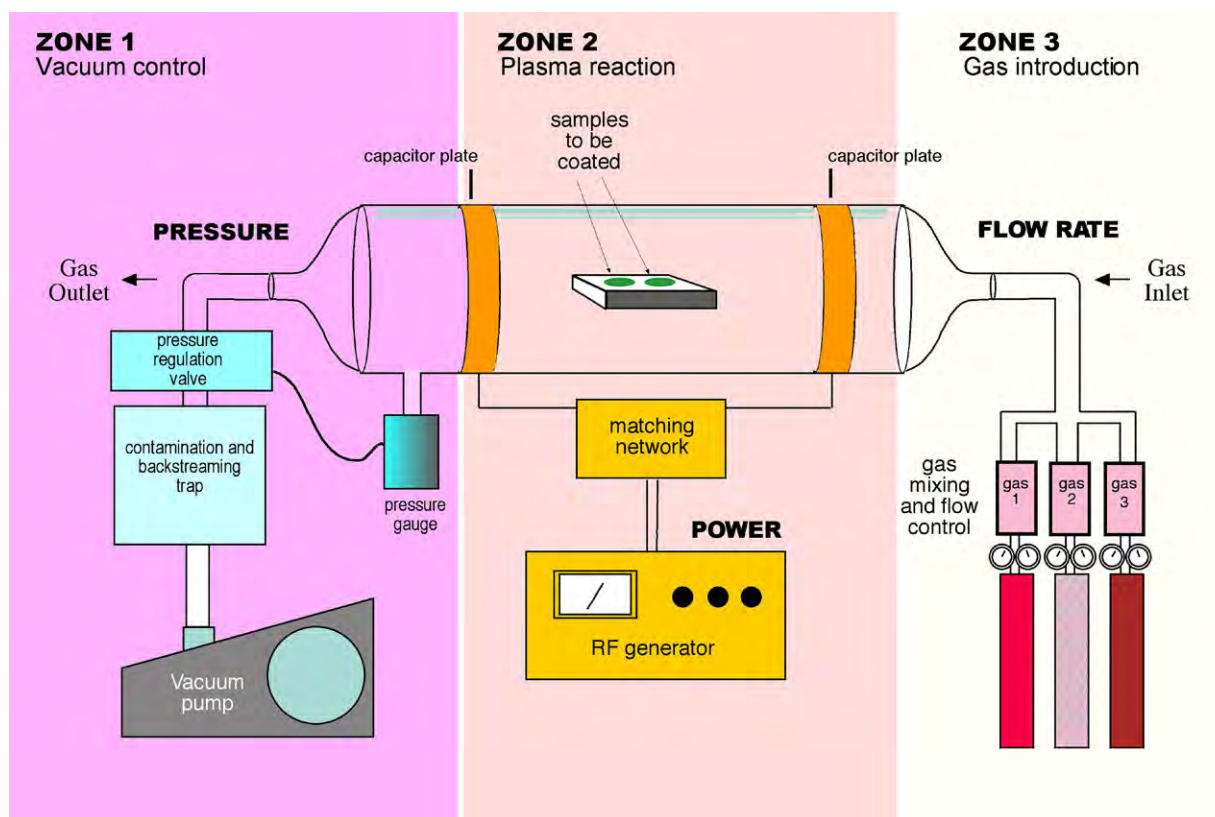 ZONE 1
Vacuum control
ZONE 2
Plasma reaction
ZONE 3
Gas introduction
samples
to be
coated
capacitor plate
capacitor plate
PRESSURE
FLOW RATE
Gas
Outlet
Gas
Inlet
pressure
regulation
valve
contamination and
backstreaming
trap
pressure
gauge
matching
network
gas
mixing
and flow
control
gas
1
gas
2
gas
3
POWER
RF generator
Vacuum
pump